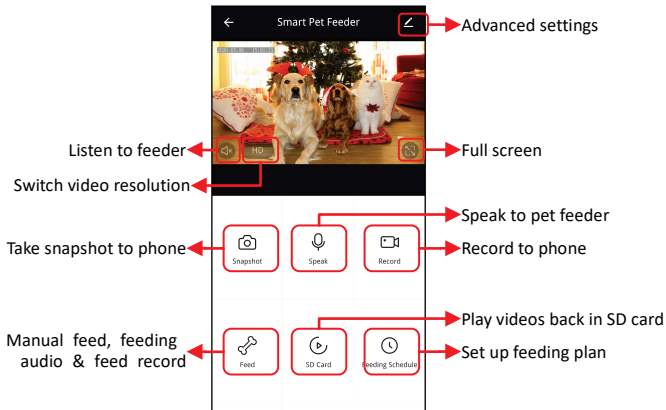 Smart Pet Feeder
Advanced settings
Listen to feeder
HD
Full screen
Switch video resolution
Speak to pet feeder
Take snapshot to phone
Snapshot
Speak
Record
Record to phone
Play videos back in SD card
Manual feed, feeding
audio & feed record
Feed
SD Card
Feeding Schedule
Set up feeding plan